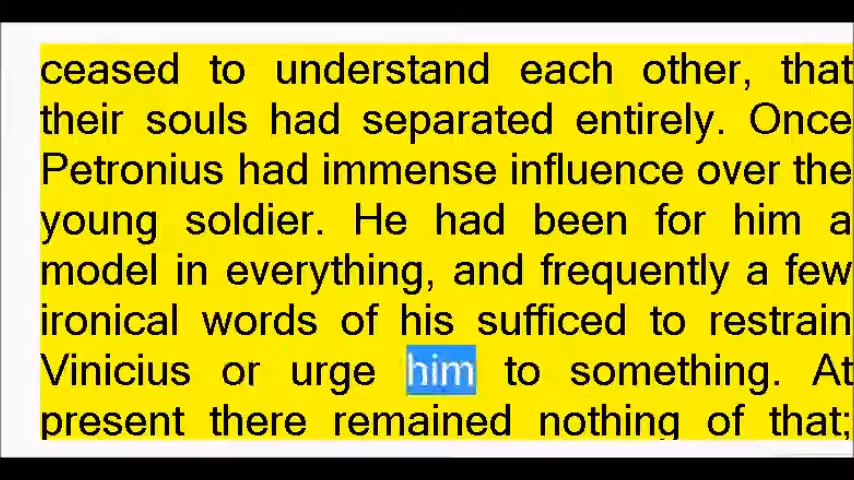 ceased to understand each other, that
their souls had separated entirely. Once
Petronius had immense influence over the
young soldier. He had been for him a
model in everything, and frequently a few
ironical words of his sufficed to restrain
Vinicius or urge him to something. At
present there remained nothing of that;